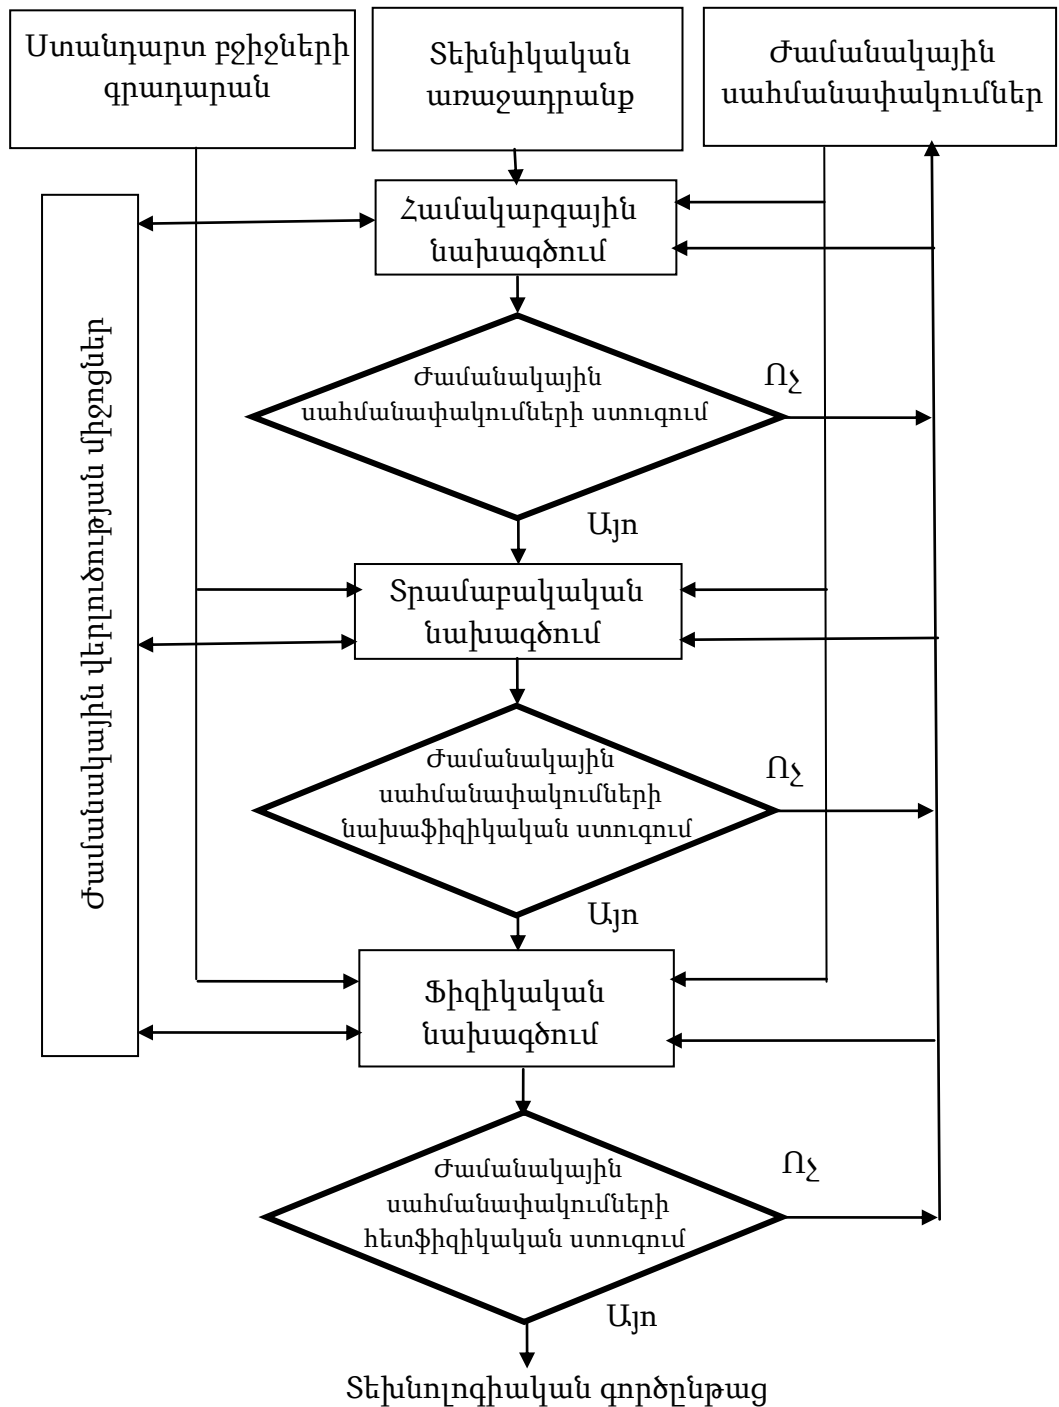 Ստանդարտ բջիջների
գրադարան
Տեխնիկական
առաջադրանք
Ժամանակային
սահմանափակումներ
Համակարգային
նախագծում
Ժամանակային վերլուծության միջոցներ
Ժամանակային
սահմանափակումների ստուգում
Ոչ
Այո
Տրամաբակական
նախագծում
Ժամանակային
սահմանափակումների
նախաֆիզիկական ստուգում
Ոչ
Այո
Ֆիզիկական
նախագծում
Ժամանակային
սահմանափակումների
հետֆիզիկական ստուգում
Ոչ
Այո
Տեխնոլոգիական գործընթաց